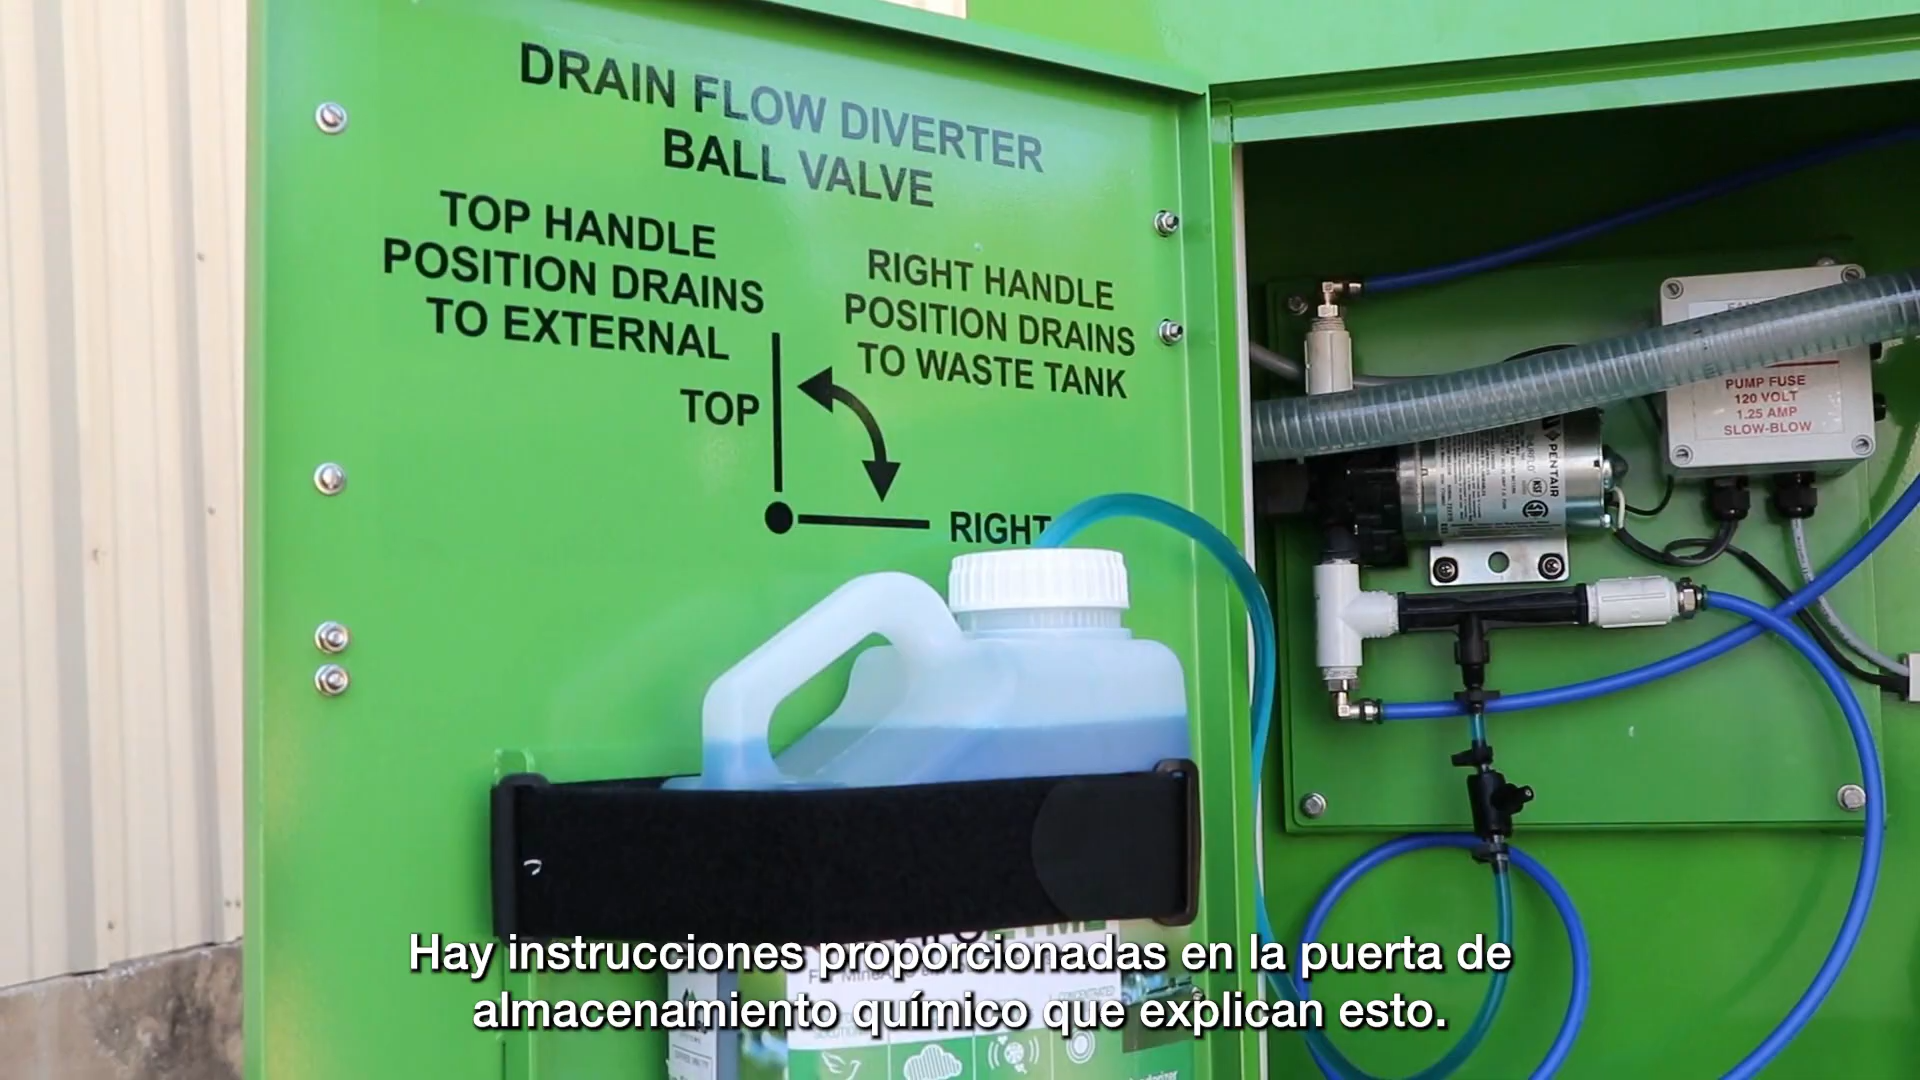 DRAIN FLOW DIVERTER
BALL VALVE
TOP HANDLE
POSITION DRAINS
TO EXTERNAL
RIGHT HANDLE
POSITION DRAINS
TO WASTE TANK
TOP
RIGHT
PENTAIR
NSF
PUMP FUSE
120 VOLT
1.25 AMP
SLOW-BLOW
Hay instrucciones proporcionadas en la puerta de
almacenamiento químico que explican esto.